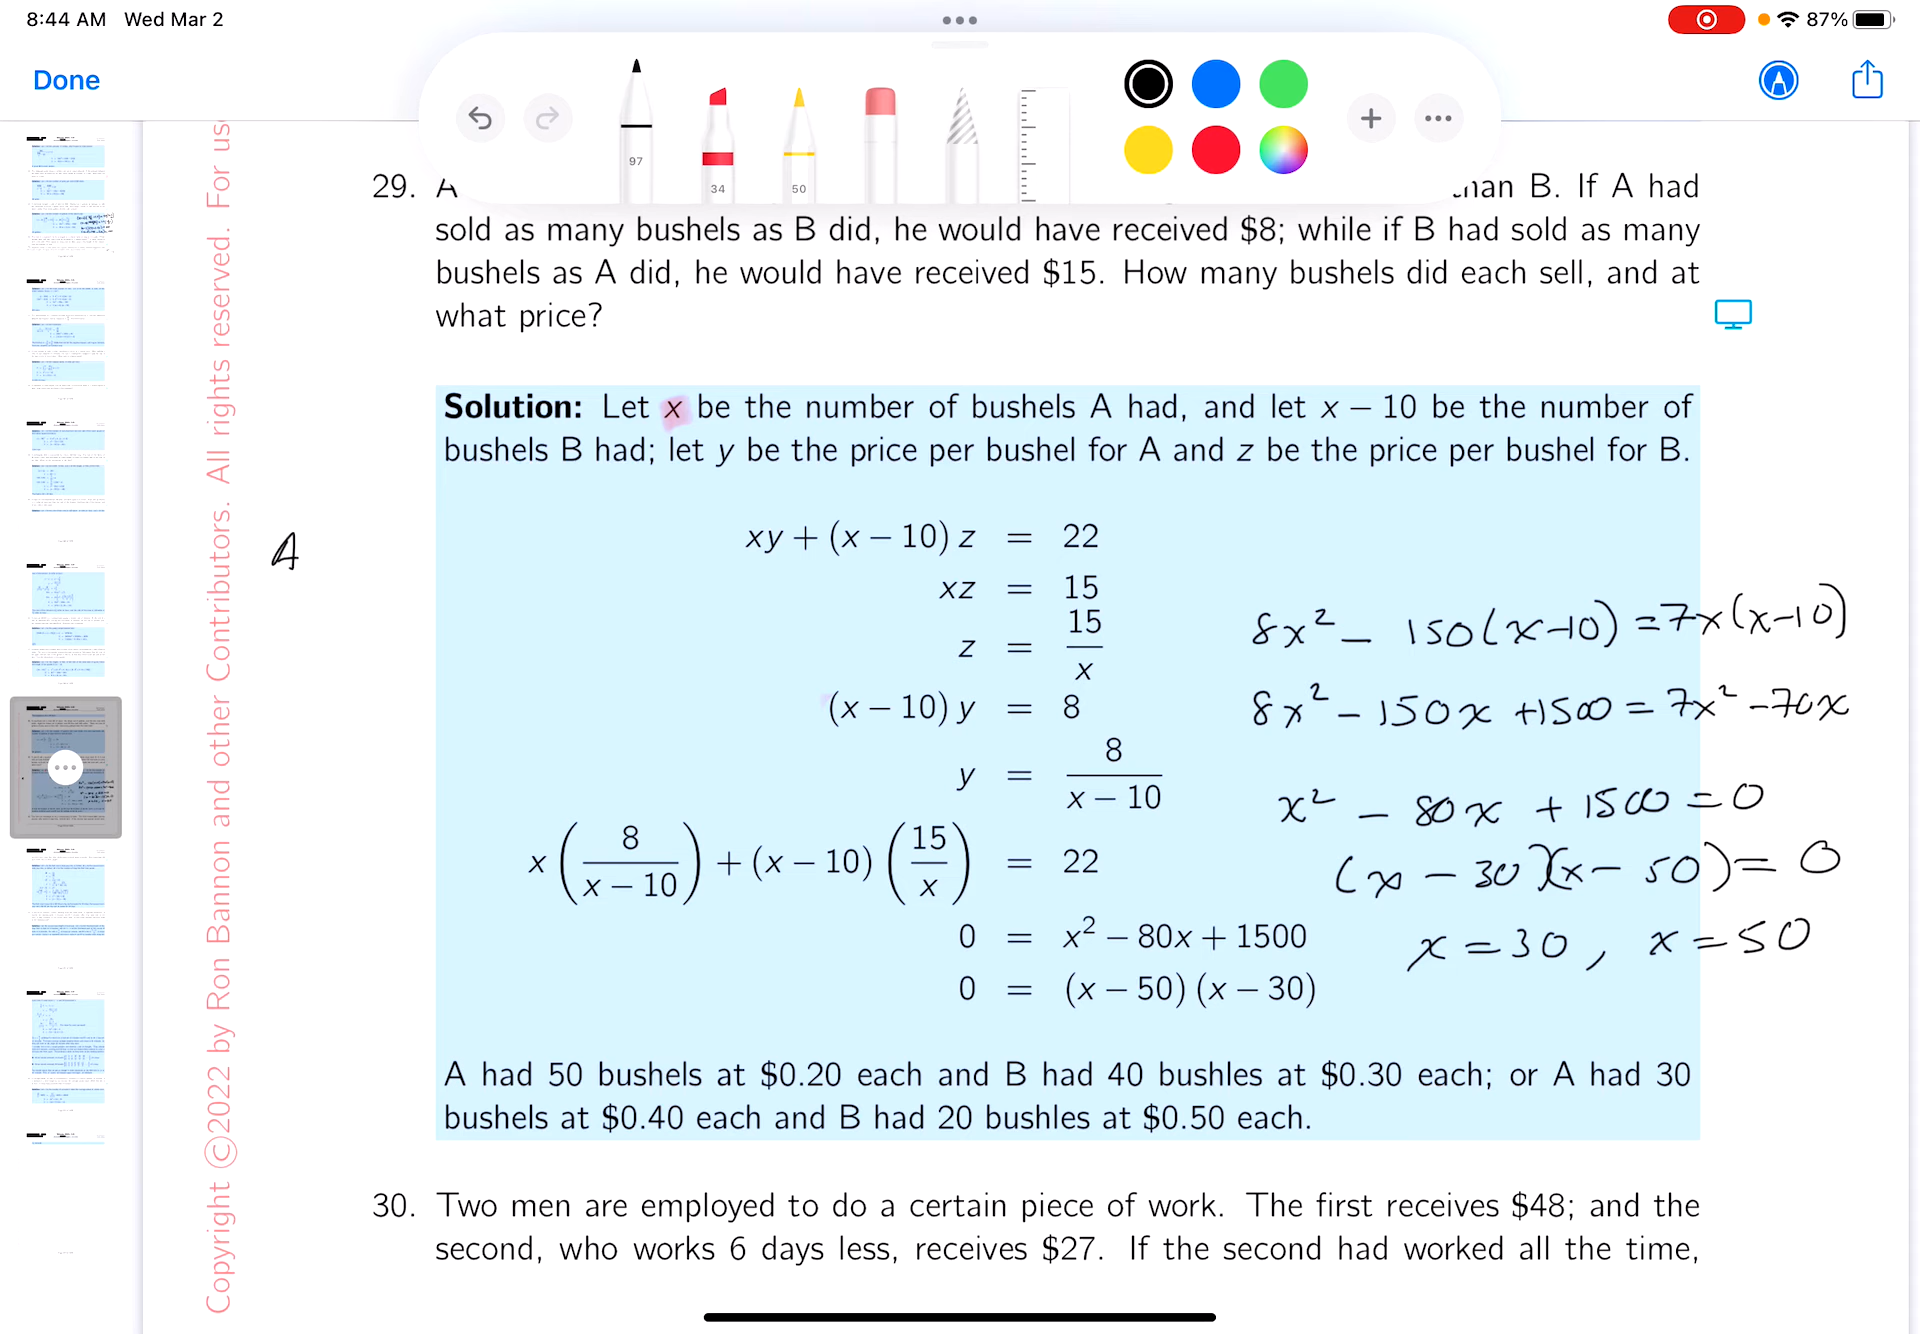 8:44 AM Wed Mar 2
87%
Done
97
34
50
29. A
than B. If A had
sold as many bushels as B did, he would have received $8; while if B had sold as many
bushels as A did, he would have received $15. How many bushels did each sell, and at
what price?
Solution: Let x be the number of bushels A had, and let x − 10 be the number of
bushels B had; let y be the price per bushel for A and z be the price per bushel for B.
xy + (x − 10) z = 22
xz = 15
z = 15/x
(x − 10) y = 8
y = 8/(x − 10)
x (8/(x − 10)) + (x − 10) (15/x) = 22
0 = x² − 80x + 1500
0 = (x − 50) (x − 30)
A had 50 bushels at $0.20 each and B had 40 bushles at $0.30 each; or A had 30
bushels at $0.40 each and B had 20 bushles at $0.50 each.
A
8x² − 150(x−10) = 7x(x−10)
8x² − 150x + 1500 = 7x² − 70x
x² − 80x + 1500 = 0
(x − 30)(x − 50) = 0
x = 30, x = 50
30. Two men are employed to do a certain piece of work. The first receives $48; and the
second, who works 6 days less, receives $27. If the second had worked all the time,
Copyright ©2022 by Ron Bannon and other Contributors. All rights reserved. For us